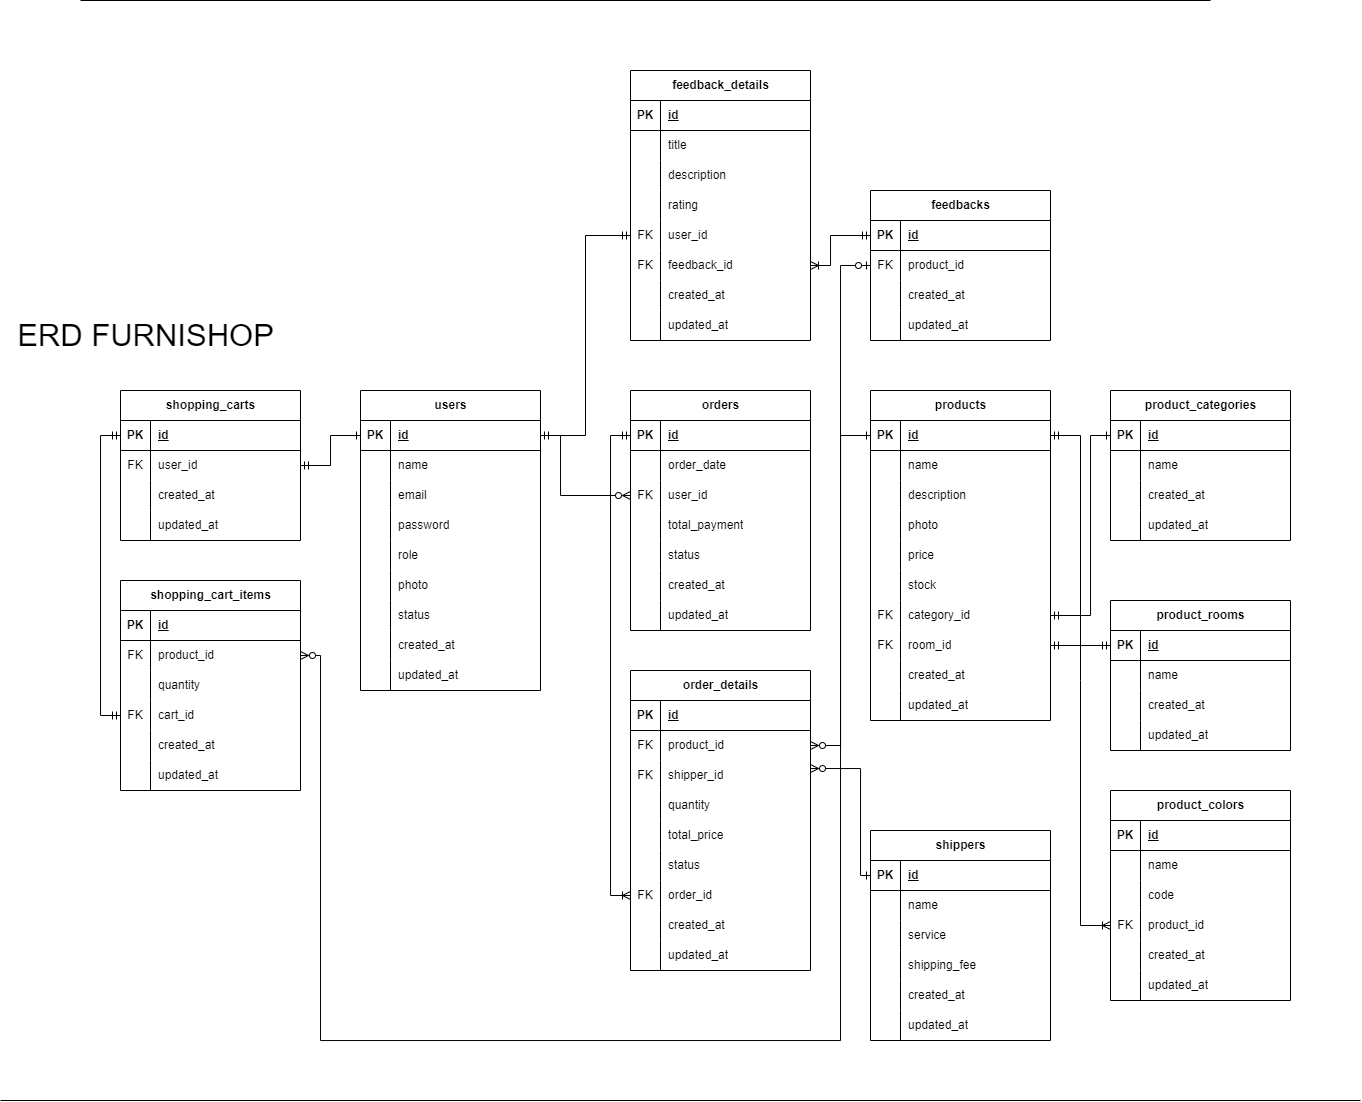 feedback_details
PK id
title
description
rating
FK user_id
FK feedback_id
created_at
updated_at
feedbacks
PK id
FK product_id
created_at
updated_at
ERD FURNISHOP
shopping_carts
PK id
FK user_id
created_at
updated_at
users
PK id
name
email
password
role
photo
status
created_at
updated_at
orders
PK id
order_date
FK user_id
total_payment
status
created_at
updated_at
products
PK id
name
description
photo
price
stock
FK category_id
FK room_id
created_at
updated_at
product_categories
PK id
name
created_at
updated_at
shopping_cart_items
PK id
FK product_id
quantity
FK cart_id
created_at
updated_at
product_rooms
PK id
name
created_at
updated_at
order_details
PK id
FK product_id
FK shipper_id
quantity
total_price
status
FK order_id
created_at
updated_at
product_colors
PK id
name
code
FK product_id
created_at
updated_at
shippers
PK id
name
service
shipping_fee
created_at
updated_at